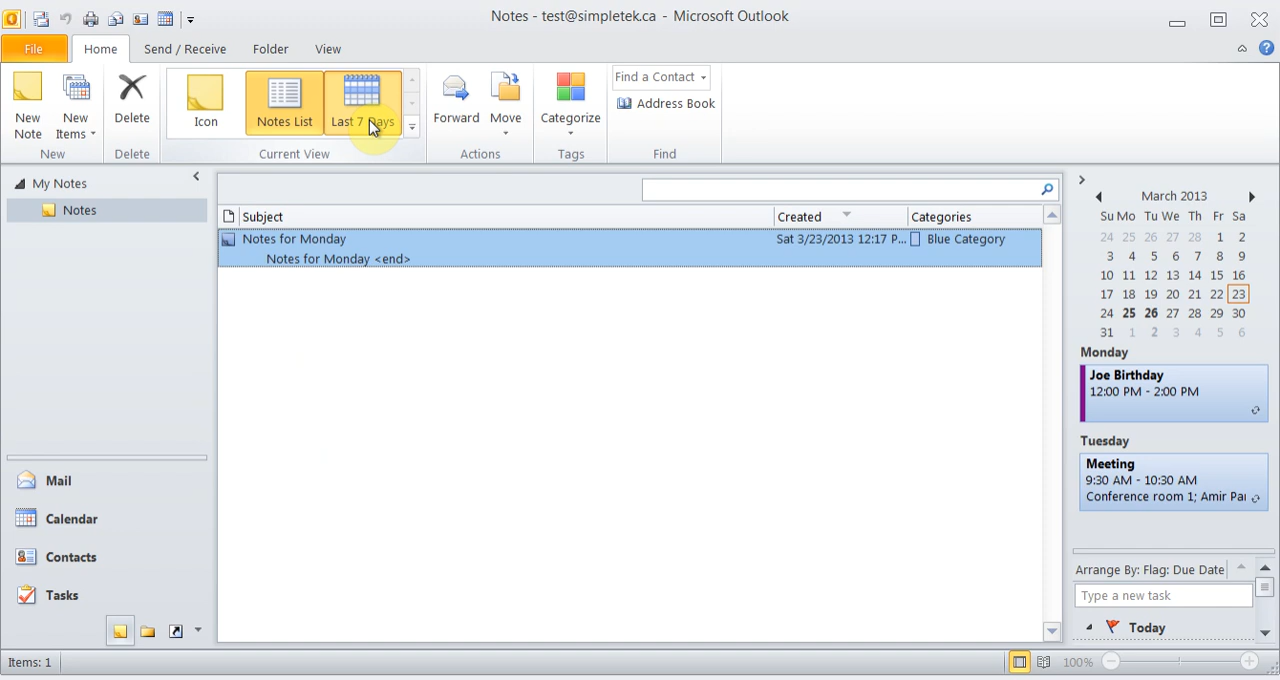 Notes - test@simpletek.ca - Microsoft Outlook
File Home Send / Receive Folder View
New Note
New Items
Delete
Icon
Notes List
Last 7 Days
Forward
Move
Categorize
Find a Contact
Address Book
New Delete Current View Actions Tags Find
My Notes
Notes
Mail
Calendar
Contacts
Tasks
Subject Created Categories
Notes for Monday Sat 3/23/2013 12:17 P... Blue Category
Notes for Monday <end>
March 2013
Su Mo Tu We Th Fr Sa
24 25 26 27 28 1 2
3 4 5 6 7 8 9
10 11 12 13 14 15 16
17 18 19 20 21 22 23
24 25 26 27 28 29 30
31 1 2 3 4 5 6
Monday
Joe Birthday
12:00 PM - 2:00 PM
Tuesday
Meeting
9:30 AM - 10:30 AM
Conference room 1; Amir Par
Arrange By: Flag: Due Date
Type a new task
Today
Items: 1
100%